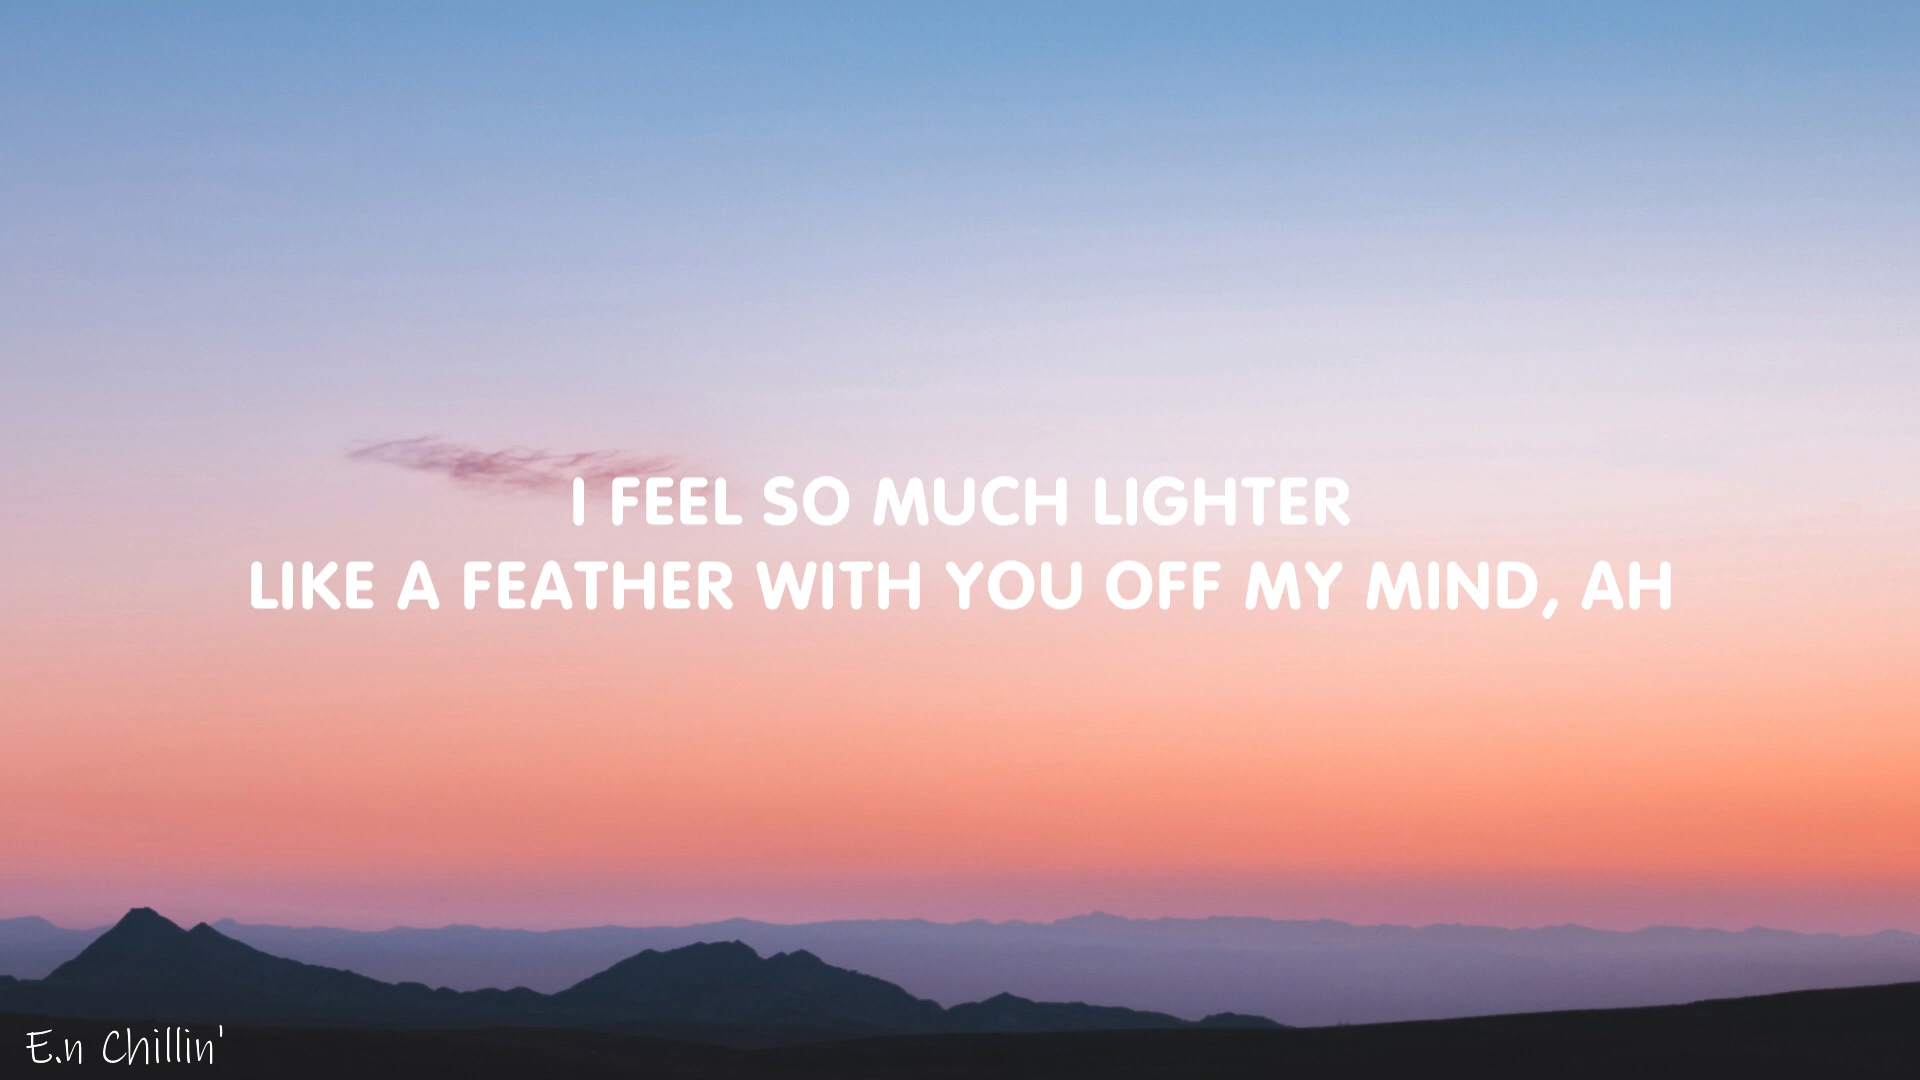 I FEEL SO MUCH LIGHTER
LIKE A FEATHER WITH YOU OFF MY MIND, AH
E.n Chillin'